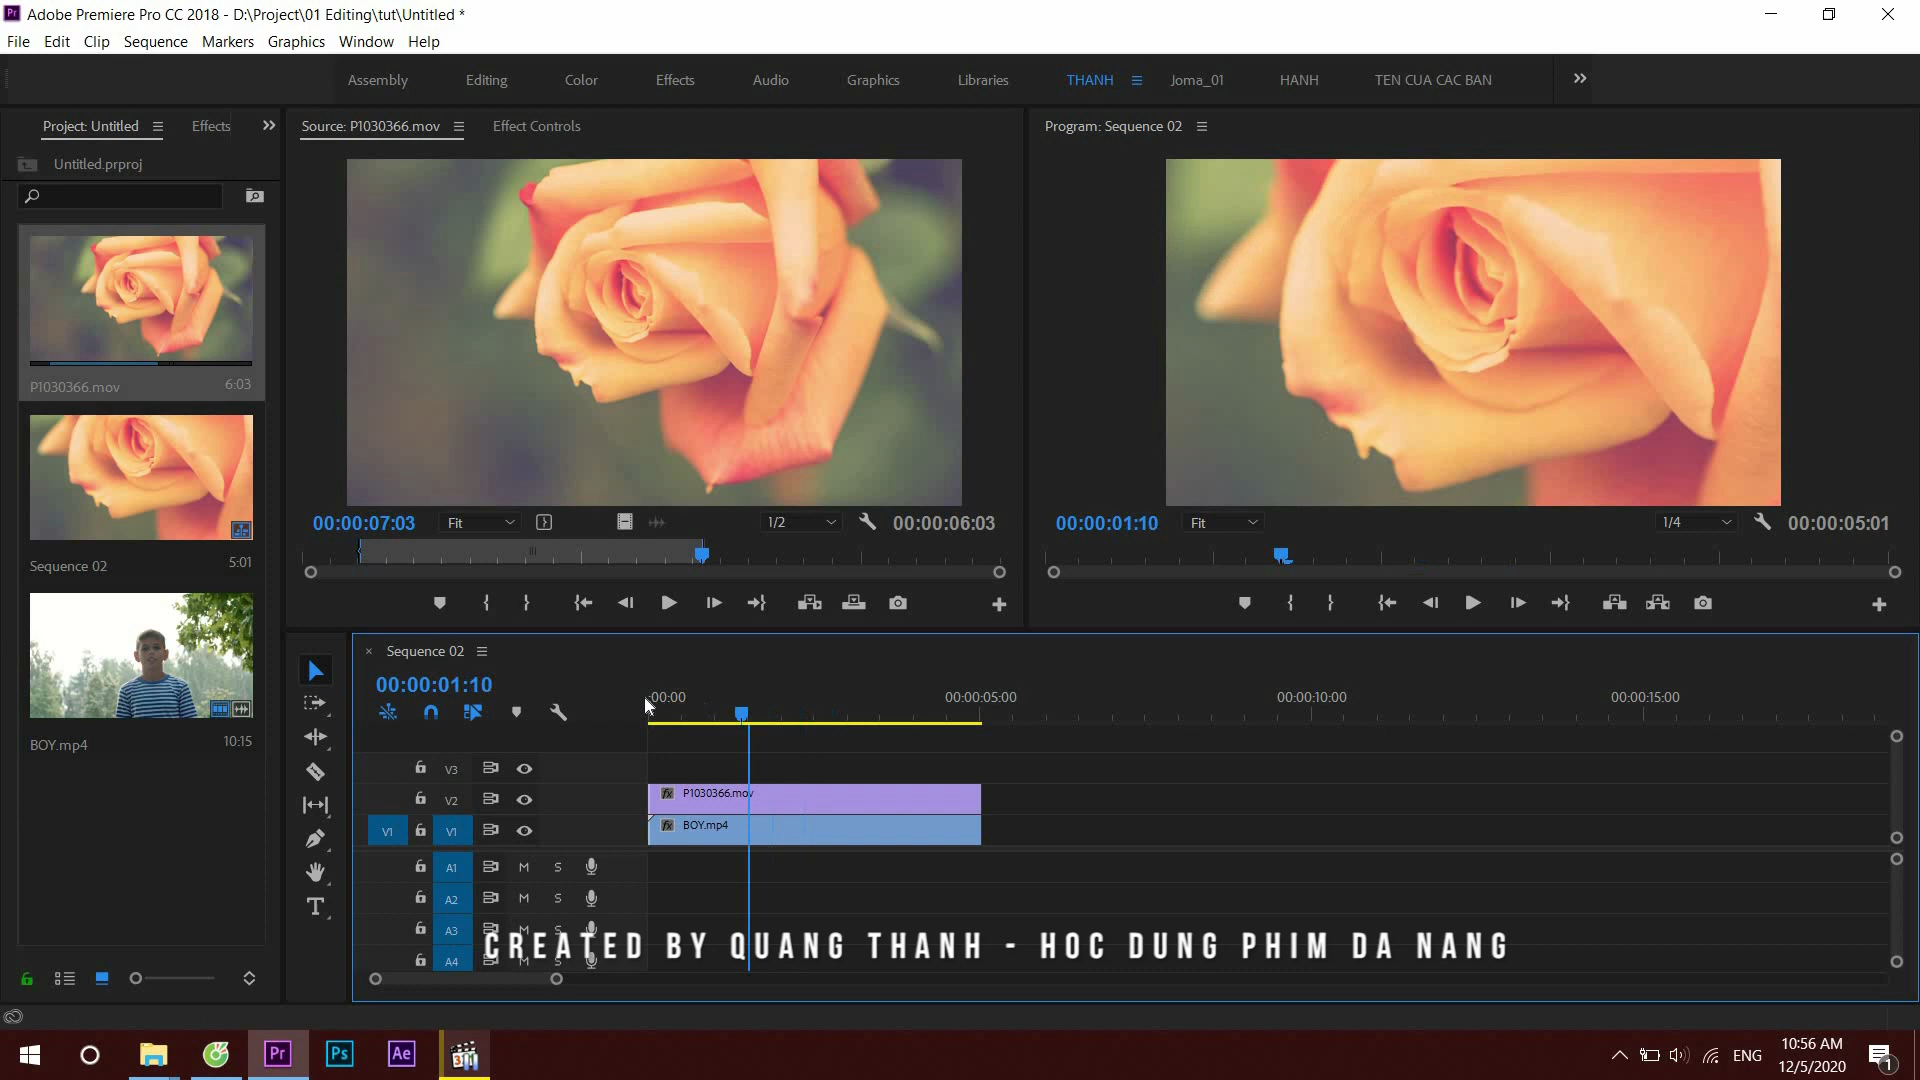 Adobe Premiere Pro CC 2018 - D:\Project\01 Editing\tut\Untitled *
File Edit Clip Sequence Markers Graphics Window Help
Assembly Editing Color Effects Audio Graphics Libraries THANH Joma_01 HANH TEN CUA CAC BAN
Project: Untitled Effects
Source: P1030366.mov Effect Controls
Program: Sequence 02
Untitled.prproj
P1030366.mov 6:03
Sequence 02 5:01
BOY.mp4 10:15
00:00:07:03 Fit 1/2 00:00:06:03
00:00:01:10 Fit 1/4 00:00:05:01
Sequence 02
00:00:01:10
:00:00 00:00:05:00 00:00:10:00 00:00:15:00
V3
V2 fx P1030366.mov
V1 V1 fx BOY.mp4
A1 M S
A2 M S
A3 M S
A4 S
CREATED BY QUANG THANH - HOC DUNG PHIM DA NANG
Pr Ps Ae
ENG
10:56 AM
12/5/2020
1